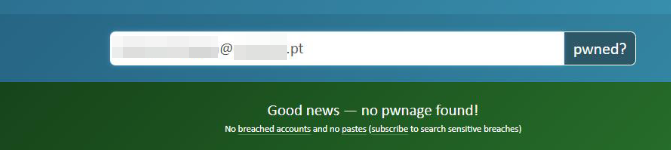 @ .pt pwned?
Good news — no pwnage found!
No breached accounts and no pastes (subscribe to search sensitive breaches)